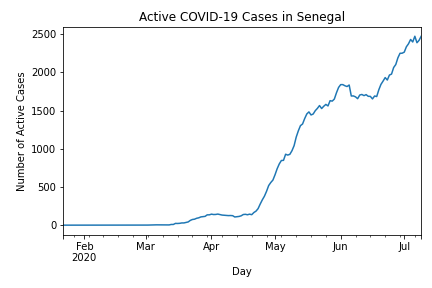 Active COVID-19 Cases in Senegal
Number of Active Cases
2500
2000
1500
1000
500
0
Feb Mar Apr May Jun Jul
2020
Day